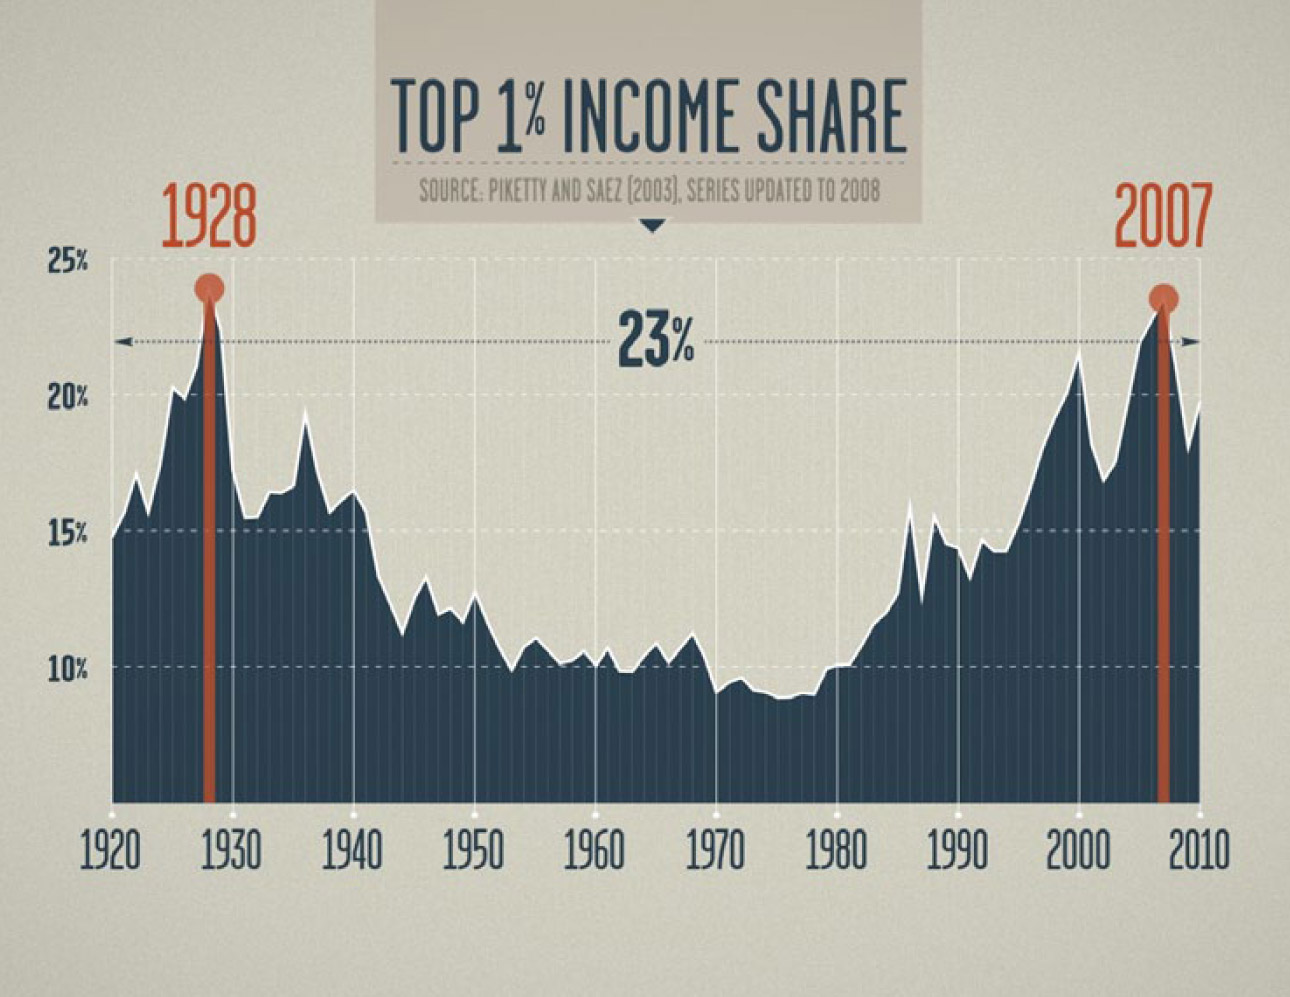 TOP 1% INCOME SHARE
SOURCE: PIKETTY AND SAEZ (2003), SERIES UPDATED TO 2008
1928
2007
25%
23%
20%
15%
10%
1920 1930 1940 1950 1960 1970 1980 1990 2000 2010